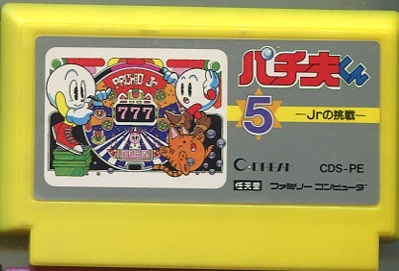 パチ夫くん
5
ーJrの挑戦ー
PACHIO Jr
777
C-DREAM
CDS-PE
任天堂 ファミリーコンピュータ